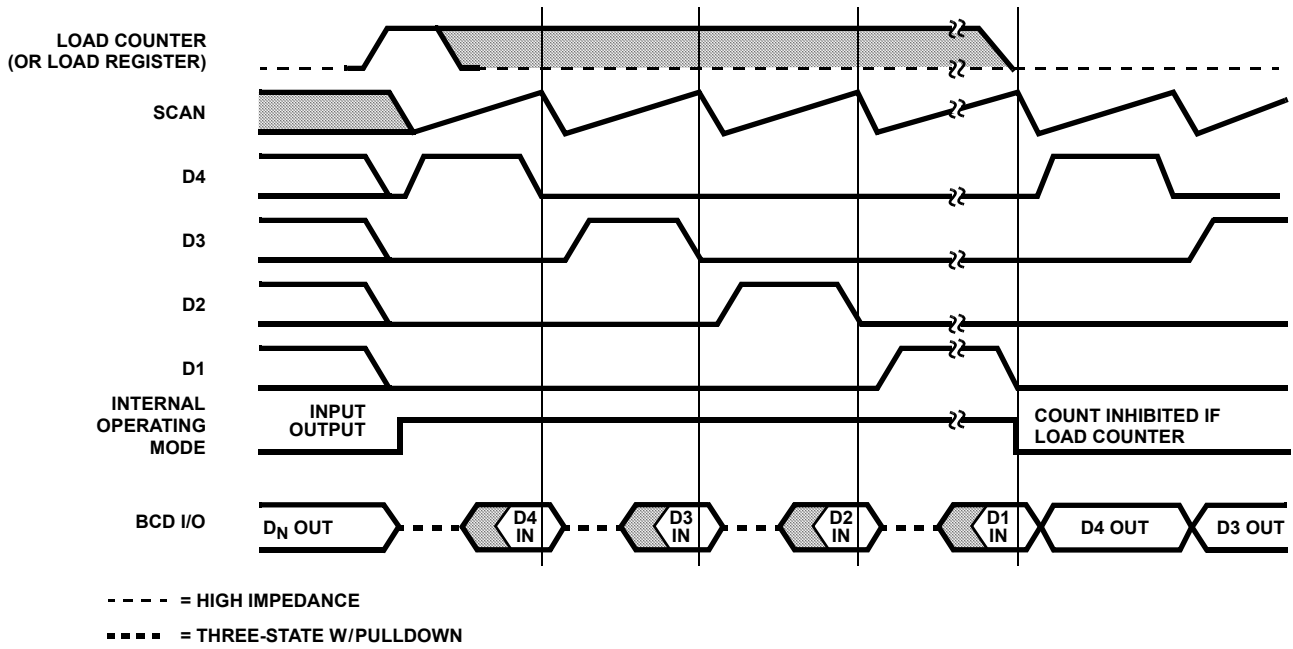 LOAD COUNTER
(OR LOAD REGISTER)
SCAN
D4
D3
D2
D1
INTERNAL
OPERATING
MODE
INPUT
OUTPUT
COUNT INHIBITED IF
LOAD COUNTER
BCD I/O
DN OUT
D4
IN
D3
IN
D2
IN
D1
IN
D4 OUT
D3 OUT
= HIGH IMPEDANCE
= THREE-STATE W/PULLDOWN